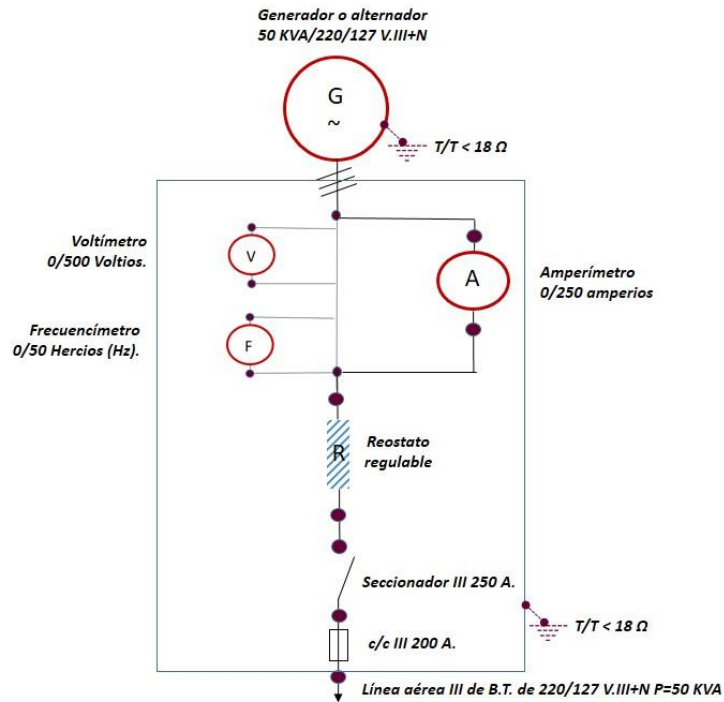 Generador o alternador
50 KVA/220/127 V.III+N
G
~
T/T < 18 Ω
Voltímetro
0/500 Voltios.
V
A
Amperímetro
0/250 amperios
Frecuencímetro
0/50 Hercios (Hz).
F
R
Reostato
regulable
Seccionador III 250 A.
T/T < 18 Ω
c/c III 200 A.
Línea aérea III de B.T. de 220/127 V.III+N P=50 KVA